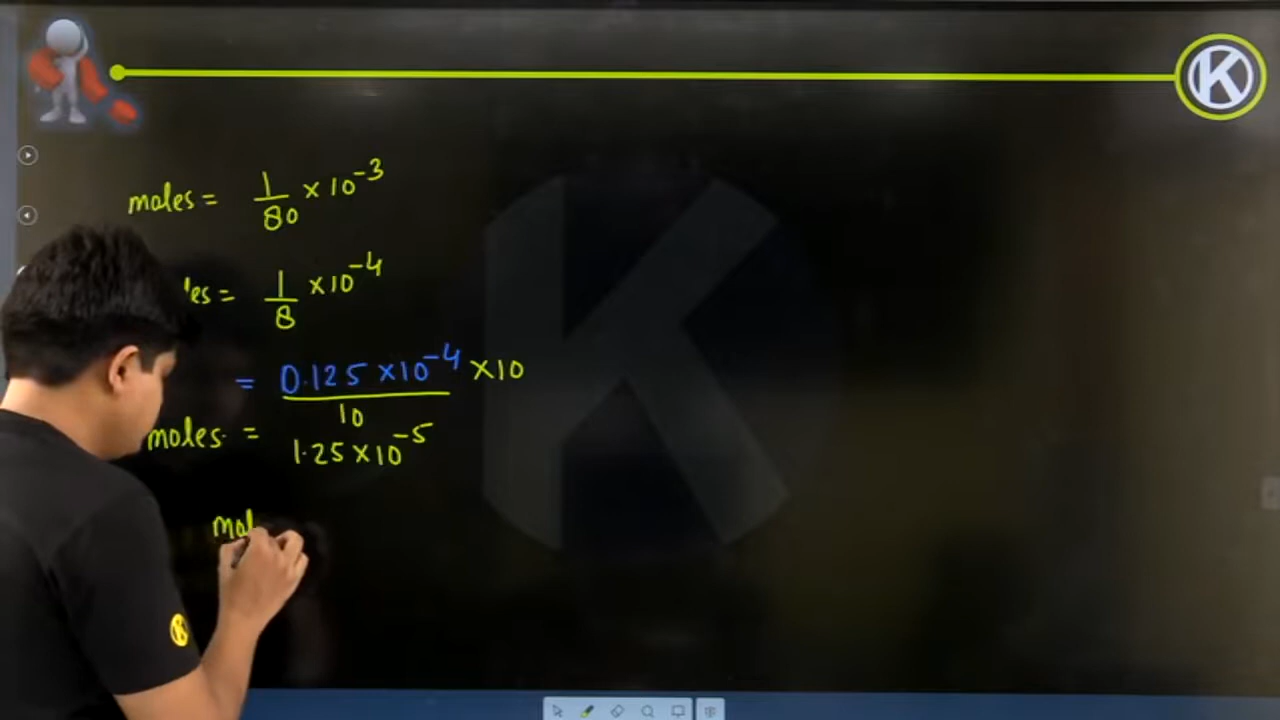 moles = 1/80 × 10⁻³
'es = 1/8 × 10⁻⁴
= 0.125 × 10⁻⁴/10 × 10
moles = 1.25 × 10⁻⁵
mol
K
K